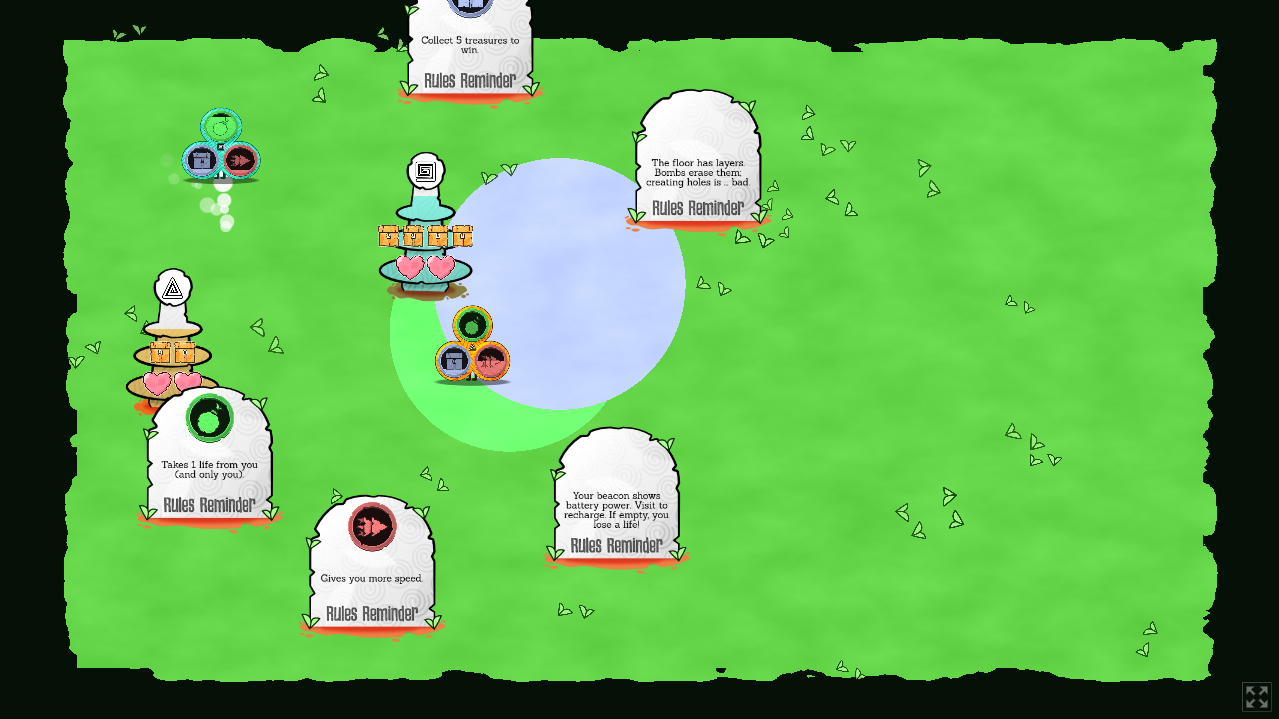 Collect 5 treasures to
win.
Rules Reminder
The floor has layers.
Bombs erase them;
creating holes is ... bad.
Rules Reminder
Takes 1 life from you
(and only you).
Rules Reminder
Your beacon shows
battery power. Visit to
recharge. If empty, you
lose a life!
Rules Reminder
Gives you more speed.
Rules Reminder